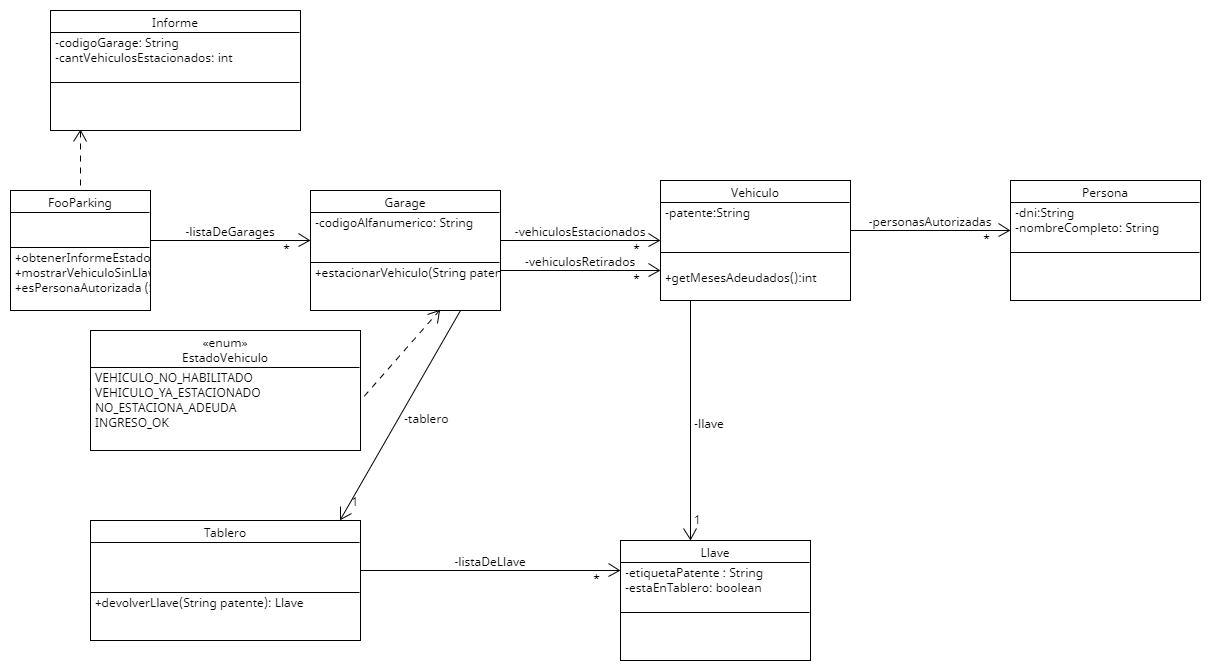 Informe
-codigoGarage: String
-cantVehiculosEstacionados: int
FooParking
+obtenerInformeEstado
+mostrarVehiculoSinLlav
+esPersonaAutorizada (
-listaDeGarages
*
Garage
-codigoAlfanumerico: String
+estacionarVehiculo(String paten
-vehiculosEstacionados
*
-vehiculosRetirados
*
Vehiculo
-patente:String
+getMesesAdeudados():int
-personasAutorizadas
*
Persona
-dni:String
-nombreCompleto: String
«enum»
EstadoVehiculo
VEHICULO_NO_HABILITADO
VEHICULO_YA_ESTACIONADO
NO_ESTACIONA_ADEUDA
INGRESO_OK
-tablero
1
-llave
1
Tablero
+devolverLlave(String patente): Llave
-listaDeLlave
*
Llave
-etiquetaPatente : String
-estaEnTablero: boolean